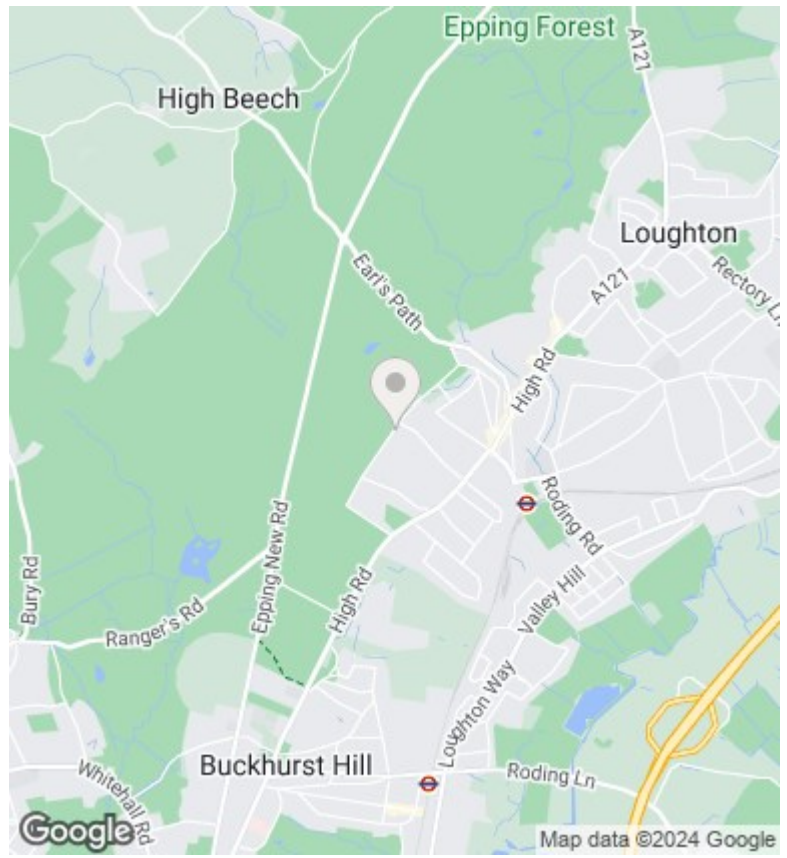 Epping Forest
A121
High Beech
Loughton
Earl's Path
A121
Rectory Ln
High Rd
Roding Rd
Epping New Rd
Bury Rd
High Rd
Valley Hill
Ranger's Rd
Loughton Way
Buckhurst Hill
Roding Ln
Whitehall Rd
Google
Map data ©2024 Google